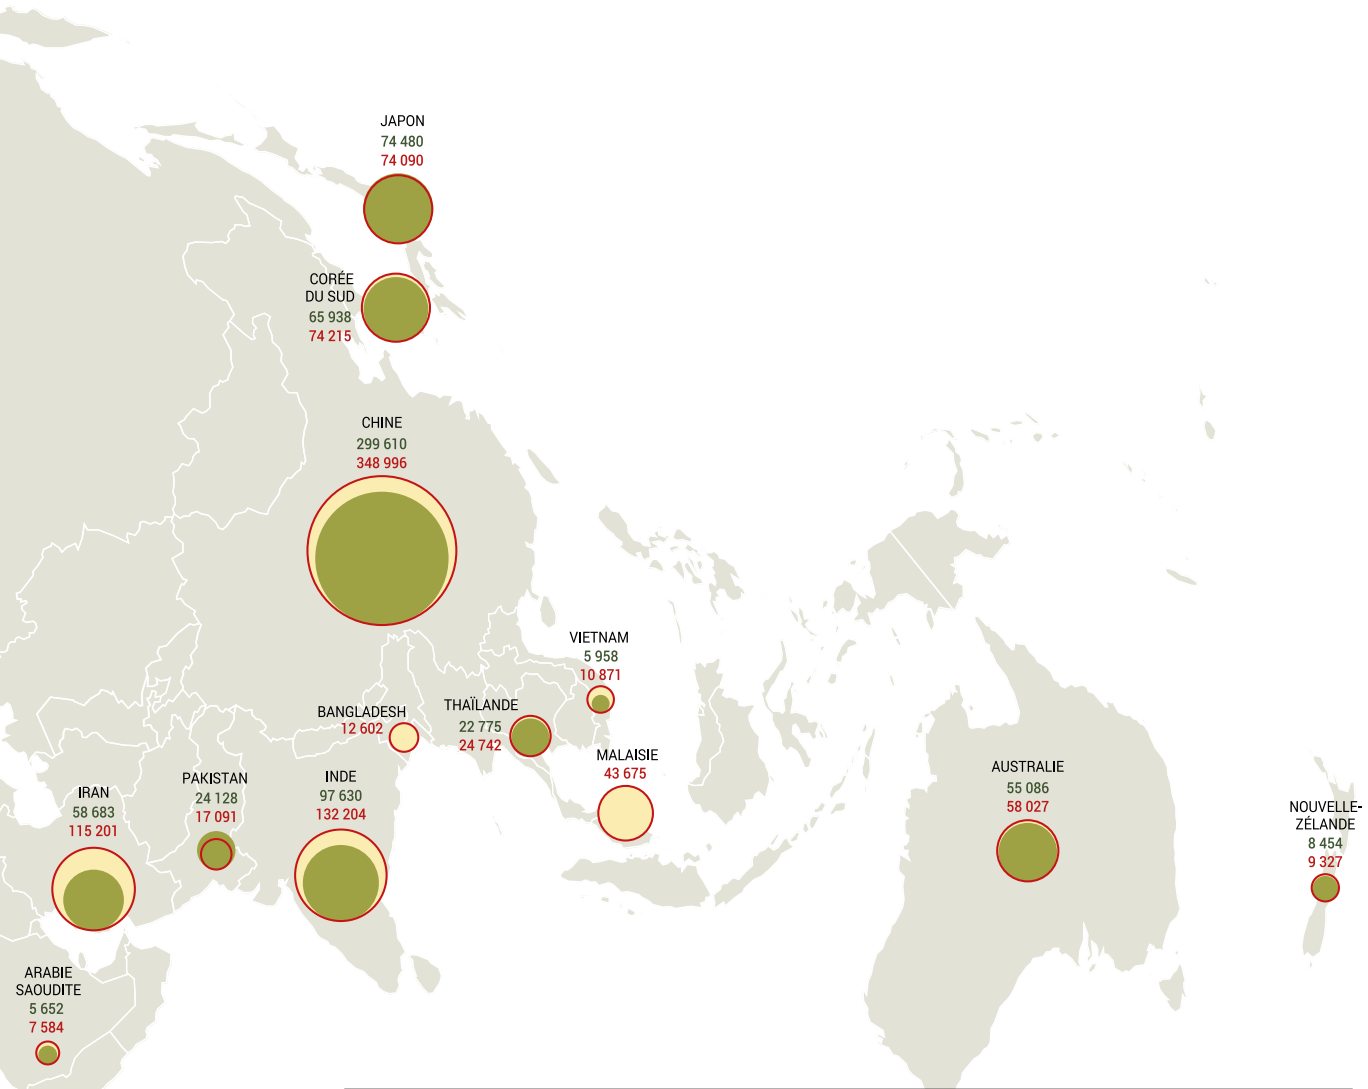 JAPON
74 480
74 090
CORÉE
DU SUD
65 938
74 215
CHINE
299 610
348 996
VIETNAM
5 958
10 871
BANGLADESH
12 602
THAÏLANDE
22 775
24 742
MALAISIE
43 675
IRAN
58 683
115 201
PAKISTAN
24 128
17 091
INDE
97 630
132 204
AUSTRALIE
55 086
58 027
NOUVELLE-
ZÉLANDE
8 454
9 327
ARABIE
SAOUDITE
5 652
7 584